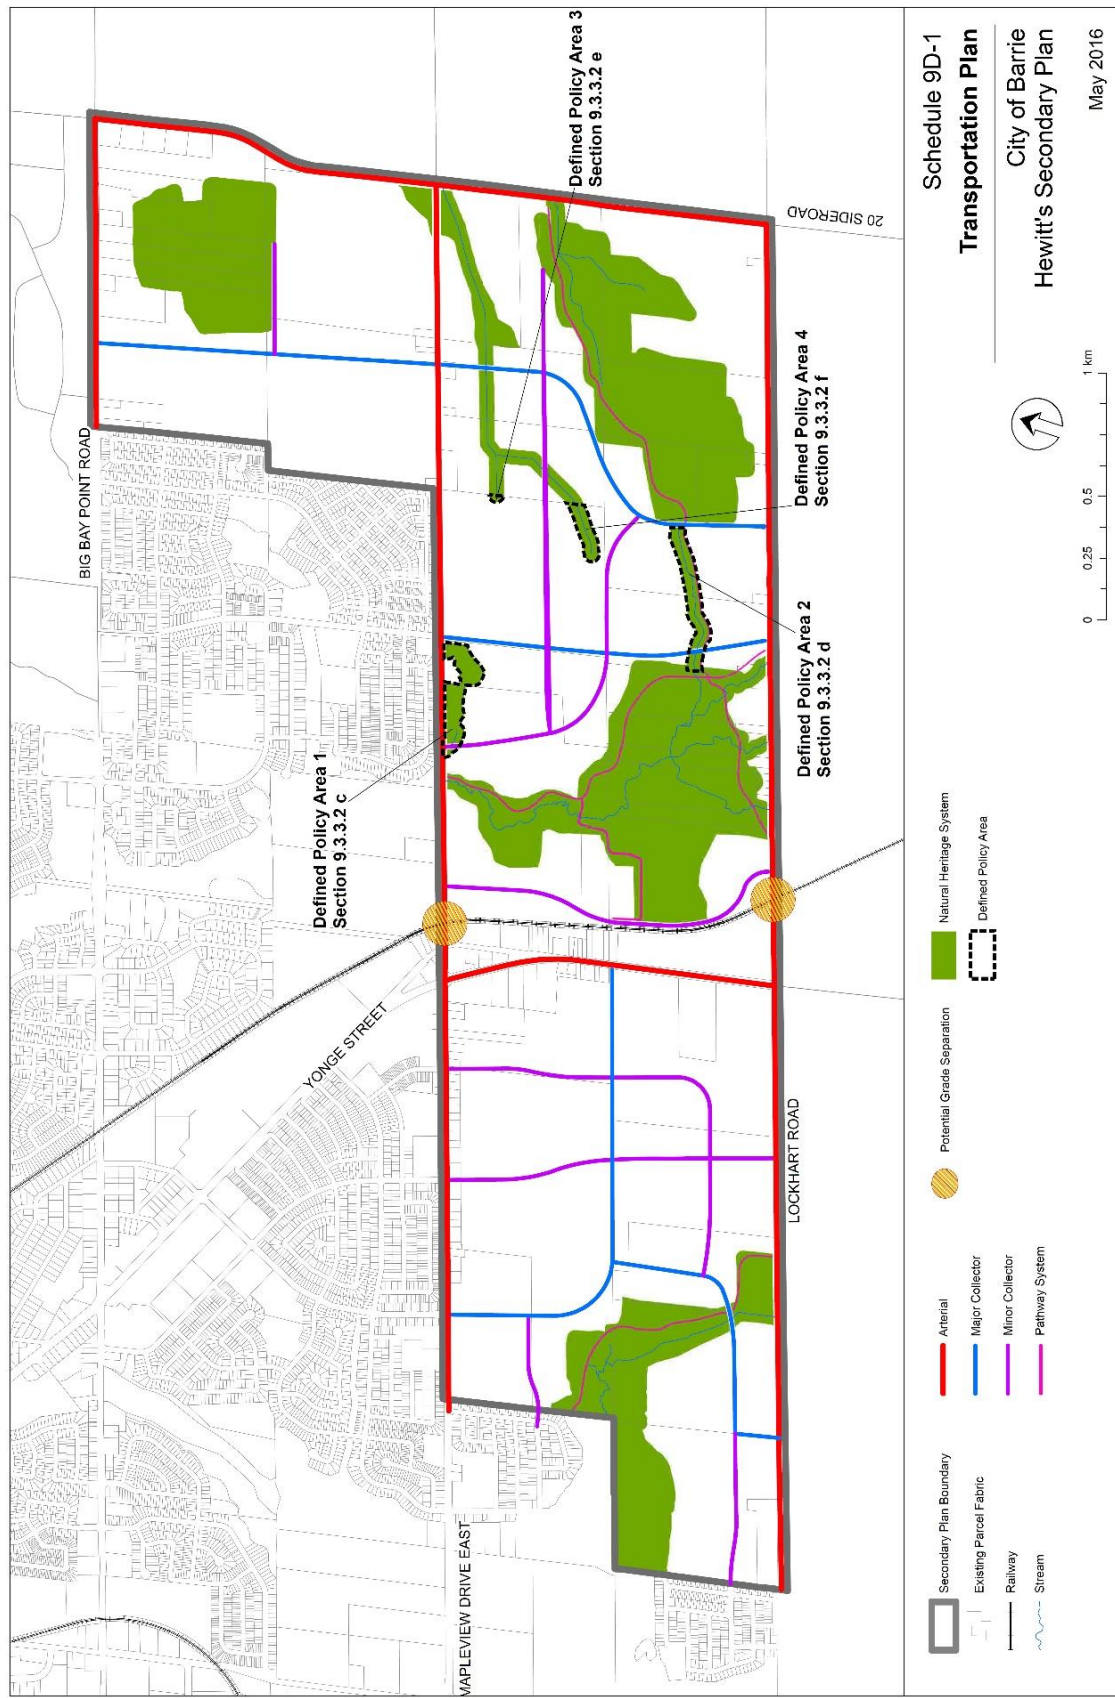 Schedule 9D-1
Transportation Plan
City of Barrie
Hewitt's Secondary Plan
May 2016
BIG BAY POINT ROAD
MAPLEVIEW DRIVE EAST
YONGE STREET
LOCKHART ROAD
20 SIDEROAD
Defined Policy Area 1
Section 9.3.3.2 c
Defined Policy Area 2
Section 9.3.3.2 d
Defined Policy Area 3
Section 9.3.3.2 e
Defined Policy Area 4
Section 9.3.3.2 f
Secondary Plan Boundary
Existing Parcel Fabric
Railway
Stream
Arterial
Major Collector
Minor Collector
Pathway System
Potential Grade Separation
Natural Heritage System
Defined Policy Area
0 0.25 0.5 1 km